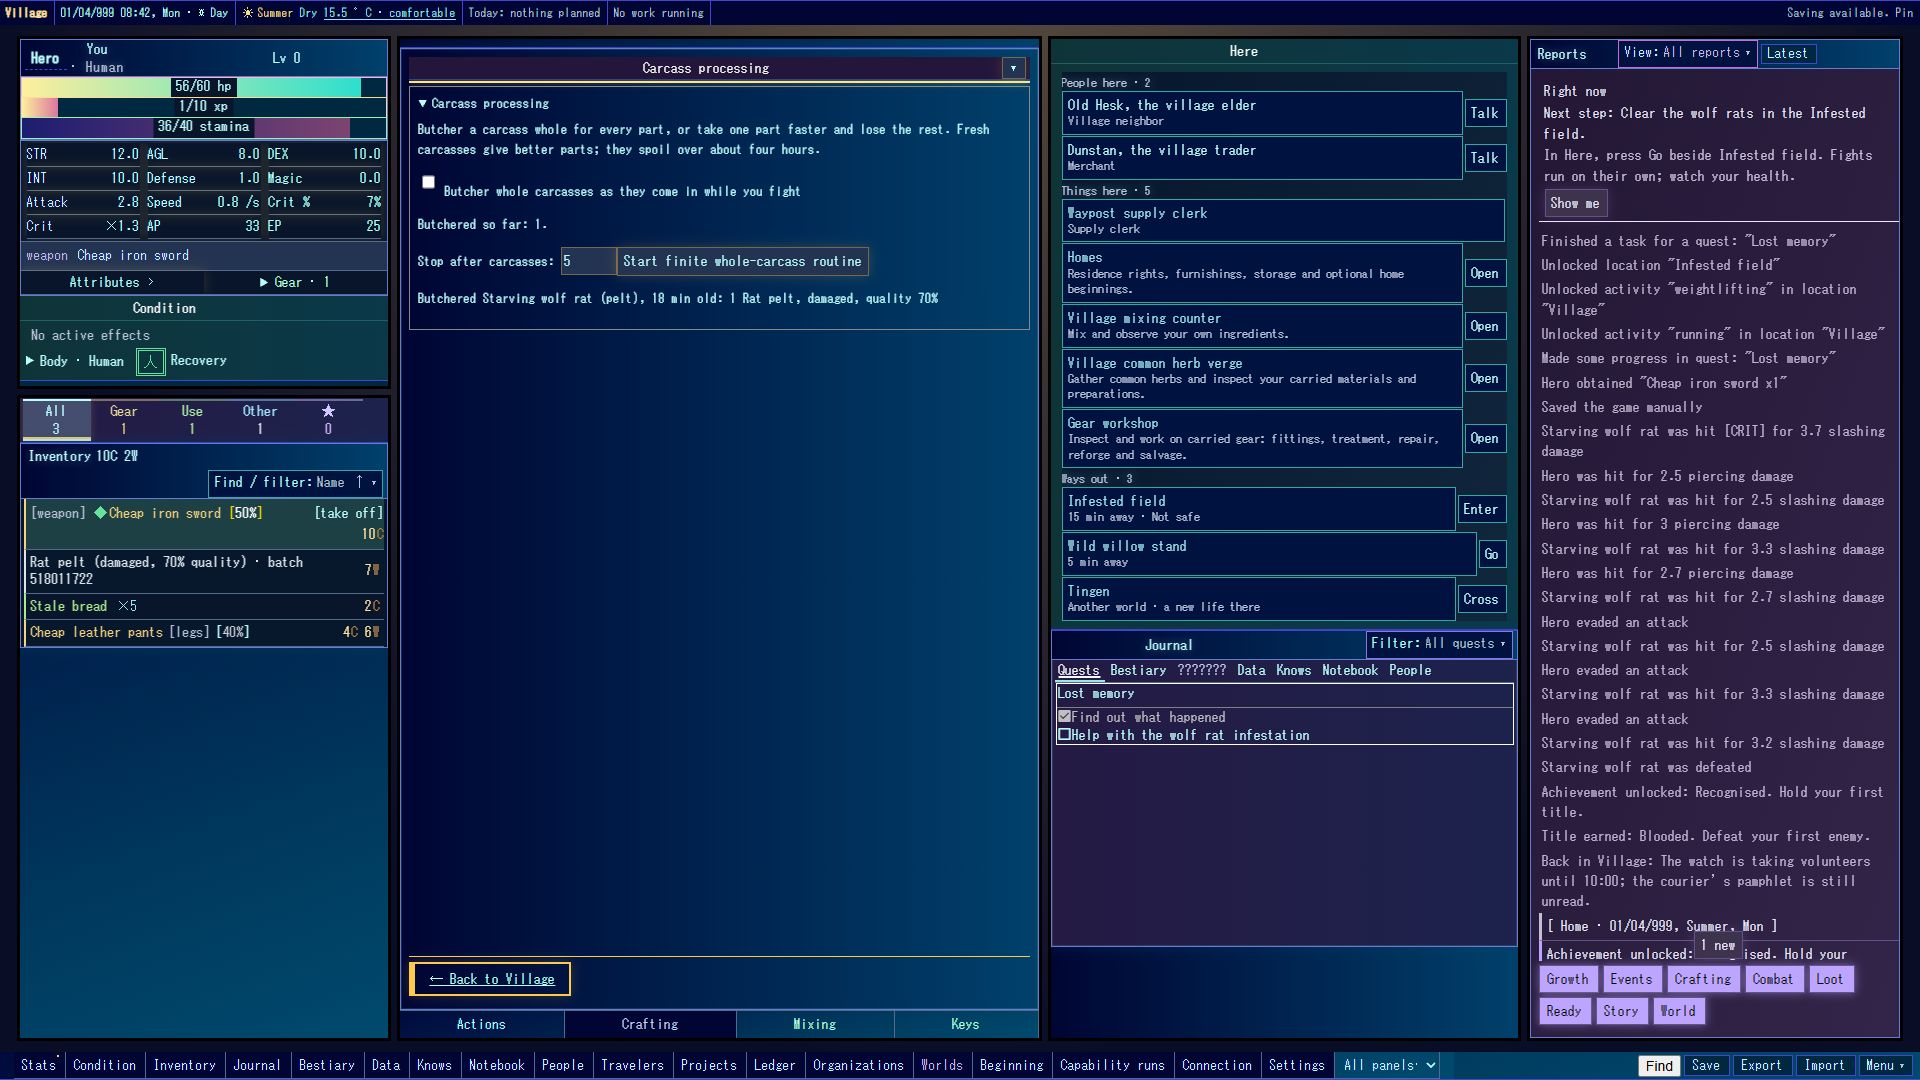 Village
01/04/999 08:42, Mon · ☀ Day
☀ Summer Dry 15.5 ° C · comfortable
Today: nothing planned
No work running
Saving available. Pin
Hero · You
Human
Lv 0
56/60 hp
1/10 xp
36/40 stamina
STR 12.0 AGL 8.0 DEX 10.0
INT 10.0 Defense 1.0 Magic 0.0
Attack 2.8 Speed 0.8 /s Crit % 7%
Crit ×1.3 AP 33 EP 25
weapon Cheap iron sword
Attributes >
▶ Gear · 1
Condition
No active effects
▶ Body · Human 人 Recovery
All 3
Gear 1
Use 1
Other 1
★ 0
Inventory 10C 2W
Find / filter: Name ↑ ▾
[weapon] ◆Cheap iron sword [50%] [take off]
10C
Rat pelt (damaged, 70% quality) · batch
518011722 7W
Stale bread ×5 2C
Cheap leather pants [legs] [40%] 4C 6W
Carcass processing ▾
▼ Carcass processing
Butcher a carcass whole for every part, or take one part faster and lose the rest. Fresh
carcasses give better parts; they spoil over about four hours.
Butcher whole carcasses as they come in while you fight
Butchered so far: 1.
Stop after carcasses: 5 Start finite whole-carcass routine
Butchered Starving wolf rat (pelt), 18 min old: 1 Rat pelt, damaged, quality 70%
← Back to Village
Actions
Crafting
Mixing
Keys
Here
People here · 2
Old Hesk, the village elder
Village neighbor
Talk
Dunstan, the village trader
Merchant
Talk
Things here · 5
Waypost supply clerk
Supply clerk
Homes
Residence rights, furnishings, storage and optional home
beginnings.
Open
Village mixing counter
Mix and observe your own ingredients.
Open
Village common herb verge
Gather common herbs and inspect your carried materials and
preparations.
Open
Gear workshop
Inspect and work on carried gear: fittings, treatment, repair,
reforge and salvage.
Open
Ways out · 3
Infested field
15 min away · Not safe
Enter
Wild willow stand
5 min away
Go
Tingen
Another world · a new life there
Cross
Journal
Filter: All quests ▾
Quests Bestiary ??????? Data Knows Notebook People
Lost memory
Find out what happened
Help with the wolf rat infestation
Reports
View: All reports ▾
Latest
Right now
Next step: Clear the wolf rats in the Infested
field.
In Here, press Go beside Infested field. Fights
run on their own; watch your health.
Show me
Finished a task for a quest: "Lost memory"
Unlocked location "Infested field"
Unlocked activity "weightlifting" in location
"Village"
Unlocked activity "running" in location "Village"
Made some progress in quest: "Lost memory"
Hero obtained "Cheap iron sword x1"
Saved the game manually
Starving wolf rat was hit [CRIT] for 3.7 slashing
damage
Hero was hit for 2.5 piercing damage
Starving wolf rat was hit for 2.5 slashing damage
Hero was hit for 3 piercing damage
Starving wolf rat was hit for 3.3 slashing damage
Hero was hit for 2.7 piercing damage
Starving wolf rat was hit for 2.7 slashing damage
Hero evaded an attack
Starving wolf rat was hit for 2.5 slashing damage
Hero evaded an attack
Starving wolf rat was hit for 3.3 slashing damage
Hero evaded an attack
Starving wolf rat was hit for 3.2 slashing damage
Starving wolf rat was defeated
Achievement unlocked: Recognised. Hold your first
title.
Title earned: Blooded. Defeat your first enemy.
Back in Village: The watch is taking volunteers
until 10:00; the courier's pamphlet is still
unread.
[ Home · 01/04/999, Summer, Mon ]
1 new
Achievement unlocked: ised. Hold your
Growth
Events
Crafting
Combat
Loot
Ready
Story
World
Stats
Condition
Inventory
Journal
Bestiary
Data
Knows
Notebook
People
Travelers
Projects
Ledger
Organizations
Worlds
Beginning
Capability runs
Connection
Settings
All panels·
Find
Save
Export
Import
Menu ▾